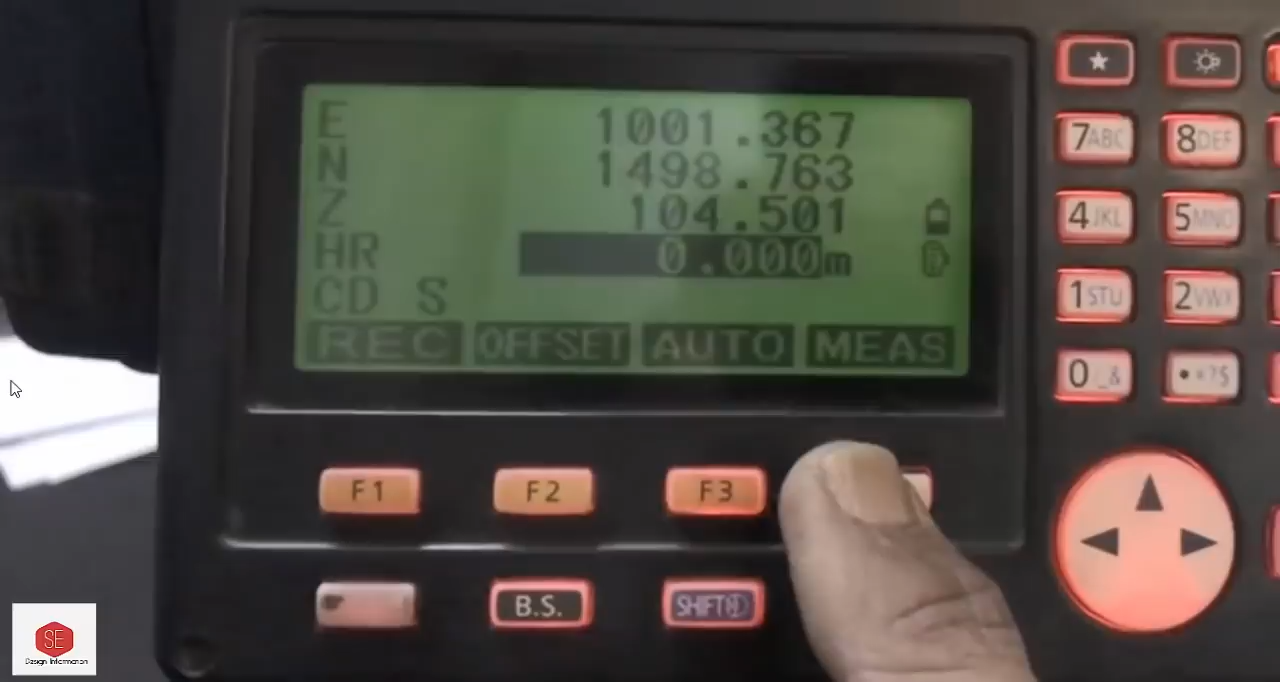 E 1001.367
N 1498.763
Z 104.501
HR 0.000m
CD S
REC OFFSET AUTO MEAS
7ABC 8DEF
4JKL 5MNO
1STU 2VWX
0 _& • *?$
F1 F2 F3
B.S. SHIFT
SE
Design Information